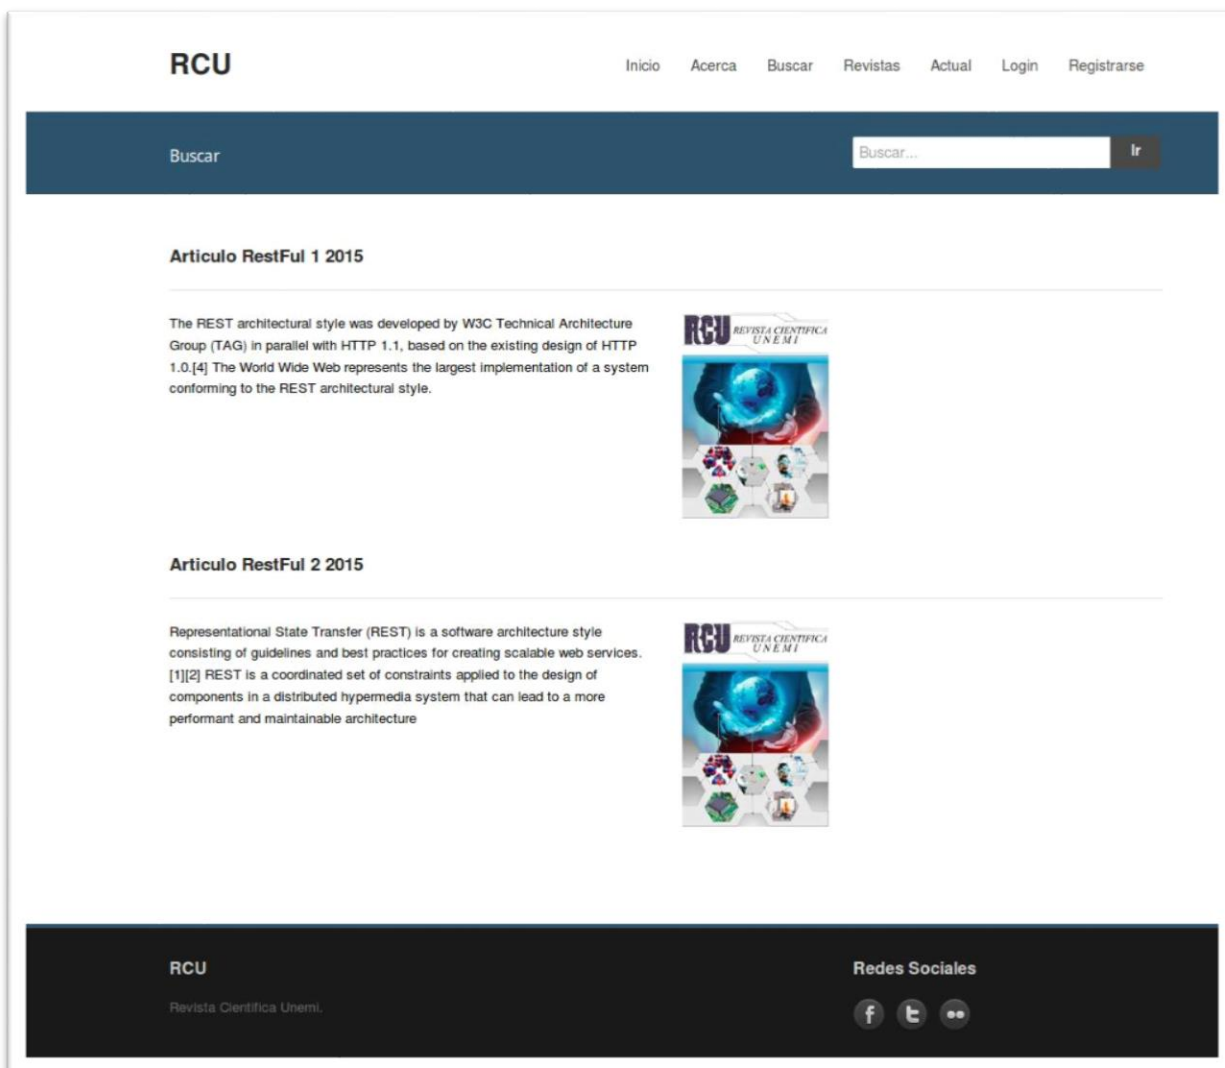 RCU
Inicio Acerca Buscar Revistas Actual Login Registrarse
Buscar
Buscar...
Ir
Articulo RestFul 1 2015
The REST architectural style was developed by W3C Technical Architecture
Group (TAG) in parallel with HTTP 1.1, based on the existing design of HTTP
1.0.[4] The World Wide Web represents the largest implementation of a system
conforming to the REST architectural style.
RCU REVISTA CIENTIFICA
UNEMI
Articulo RestFul 2 2015
Representational State Transfer (REST) is a software architecture style
consisting of guidelines and best practices for creating scalable web services.
[1][2] REST is a coordinated set of constraints applied to the design of
components in a distributed hypermedia system that can lead to a more
performant and maintainable architecture
RCU REVISTA CIENTIFICA
UNEMI
RCU
Revista Cientifica Unemi.
Redes Sociales